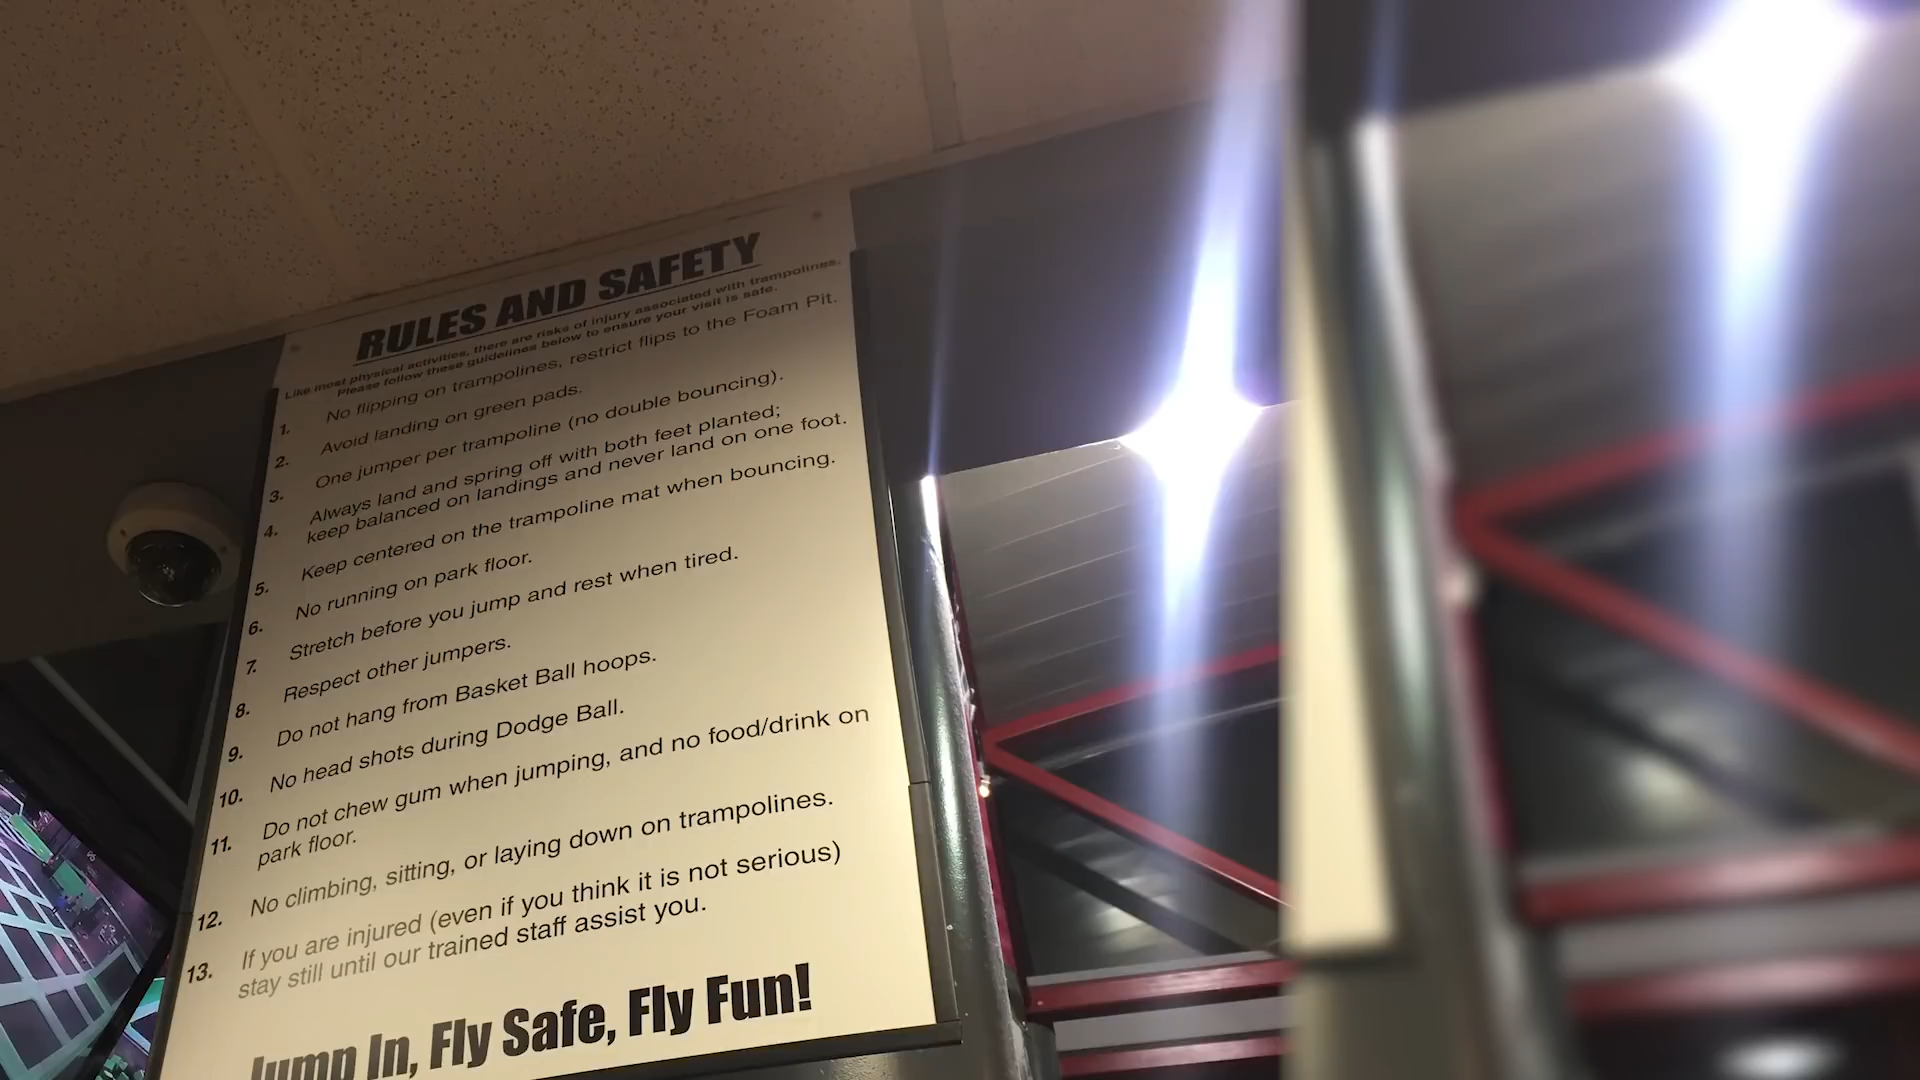 RULES AND SAFETY
Like most physical activities, there are risks of injury associated with trampolines.
Please follow these guidelines below to ensure your visit is safe.
1. No flipping on trampolines, restrict flips to the Foam Pit.
2. Avoid landing on green pads.
3. One jumper per trampoline (no double bouncing).
4. Always land and spring off with both feet planted;
keep balanced on landings and never land on one foot.
5. Keep centered on the trampoline mat when bouncing.
6. No running on park floor.
7. Stretch before you jump and rest when tired.
8. Respect other jumpers.
9. Do not hang from Basket Ball hoops.
10. No head shots during Dodge Ball.
11. Do not chew gum when jumping, and no food/drink on
park floor.
12. No climbing, sitting, or laying down on trampolines.
13. If you are injured (even if you think it is not serious)
stay still until our trained staff assist you.
Jump In, Fly Safe, Fly Fun!